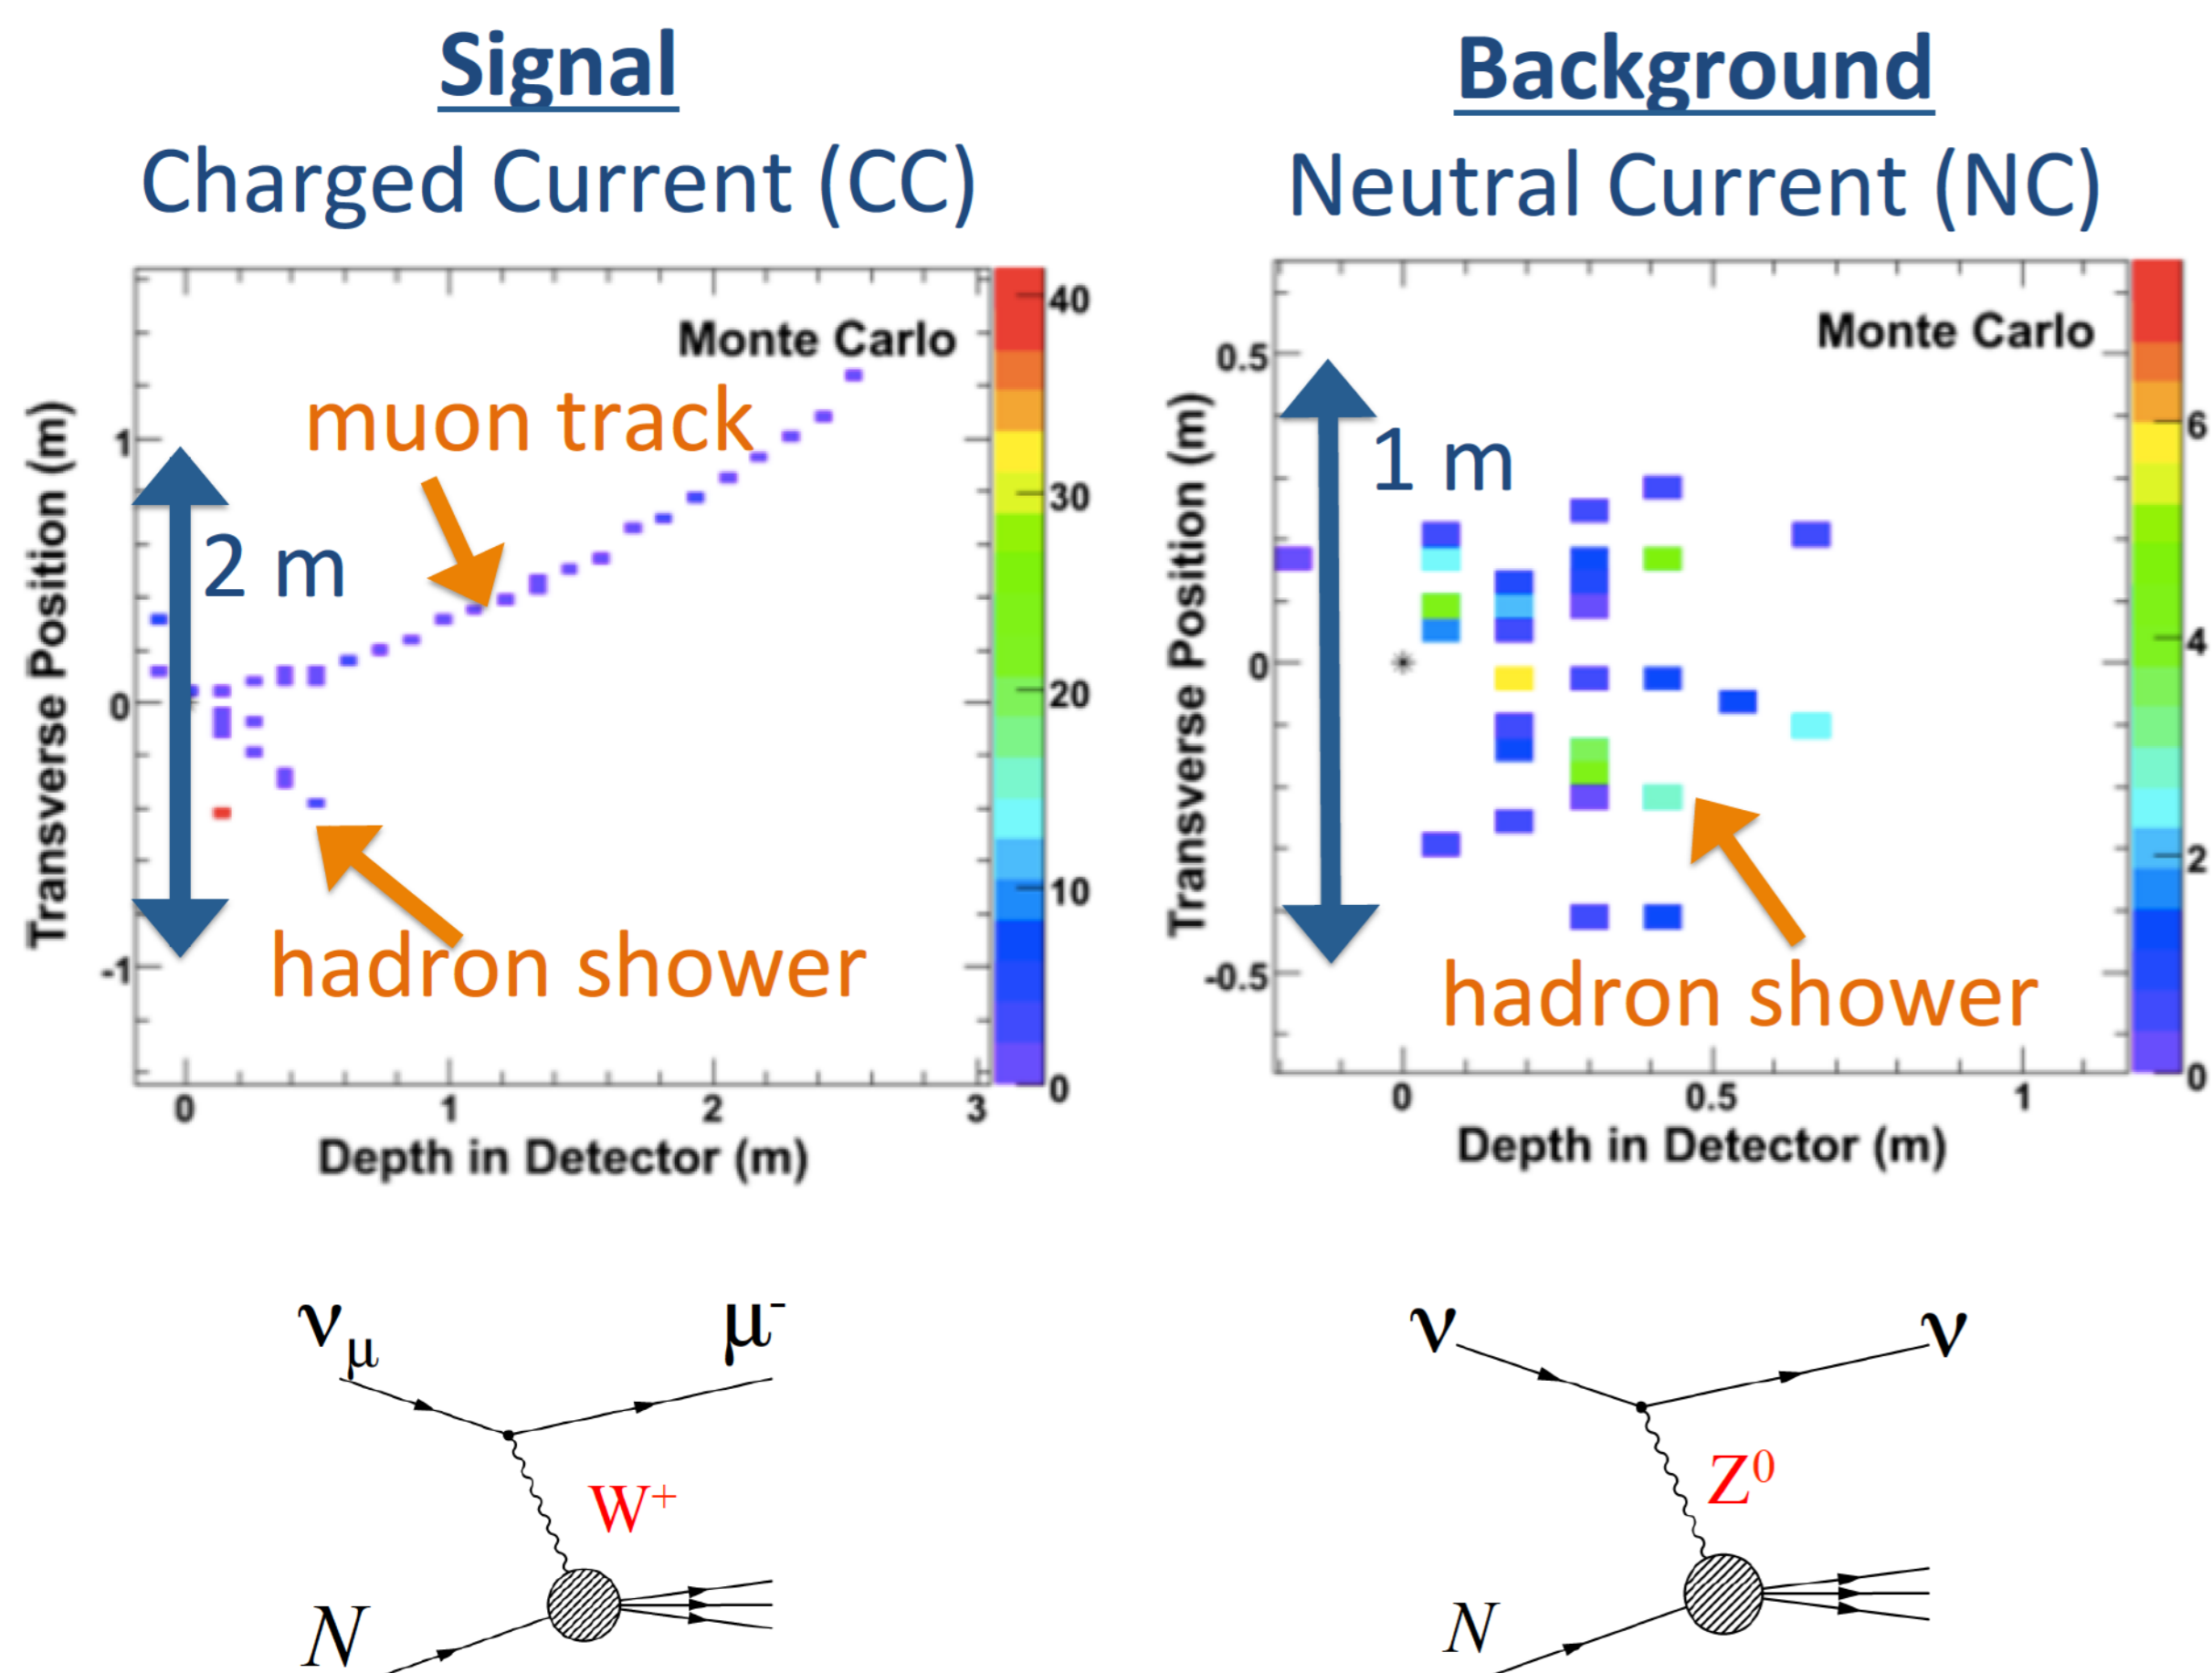 Signal
Charged Current (CC)
Monte Carlo
muon track
2 m
hadron shower
Transverse Position (m)
1
0
-1
0
1
2
3
Depth in Detector (m)
40
30
20
10
0
Background
Neutral Current (NC)
Monte Carlo
1 m
hadron shower
Transverse Position (m)
0.5
0
-0.5
0
0.5
1
Depth in Detector (m)
6
4
2
0
νμ
μ-
W+
N
ν
ν
Z0
N